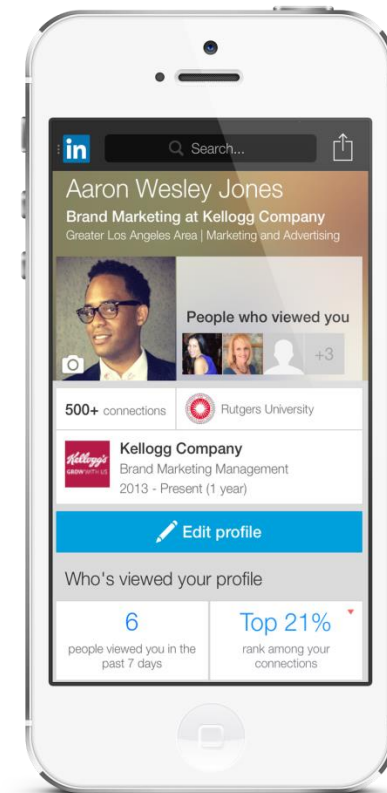 in
Search...
Aaron Wesley Jones
Brand Marketing at Kellogg Company
Greater Los Angeles Area | Marketing and Advertising
People who viewed you
+3
500+ connections
Rutgers University
Kellogg's
GROW WITH US
Kellogg Company
Brand Marketing Management
2013 - Present (1 year)
Edit profile
Who's viewed your profile
6
people viewed you in the
past 7 days
Top 21%
rank among your
connections